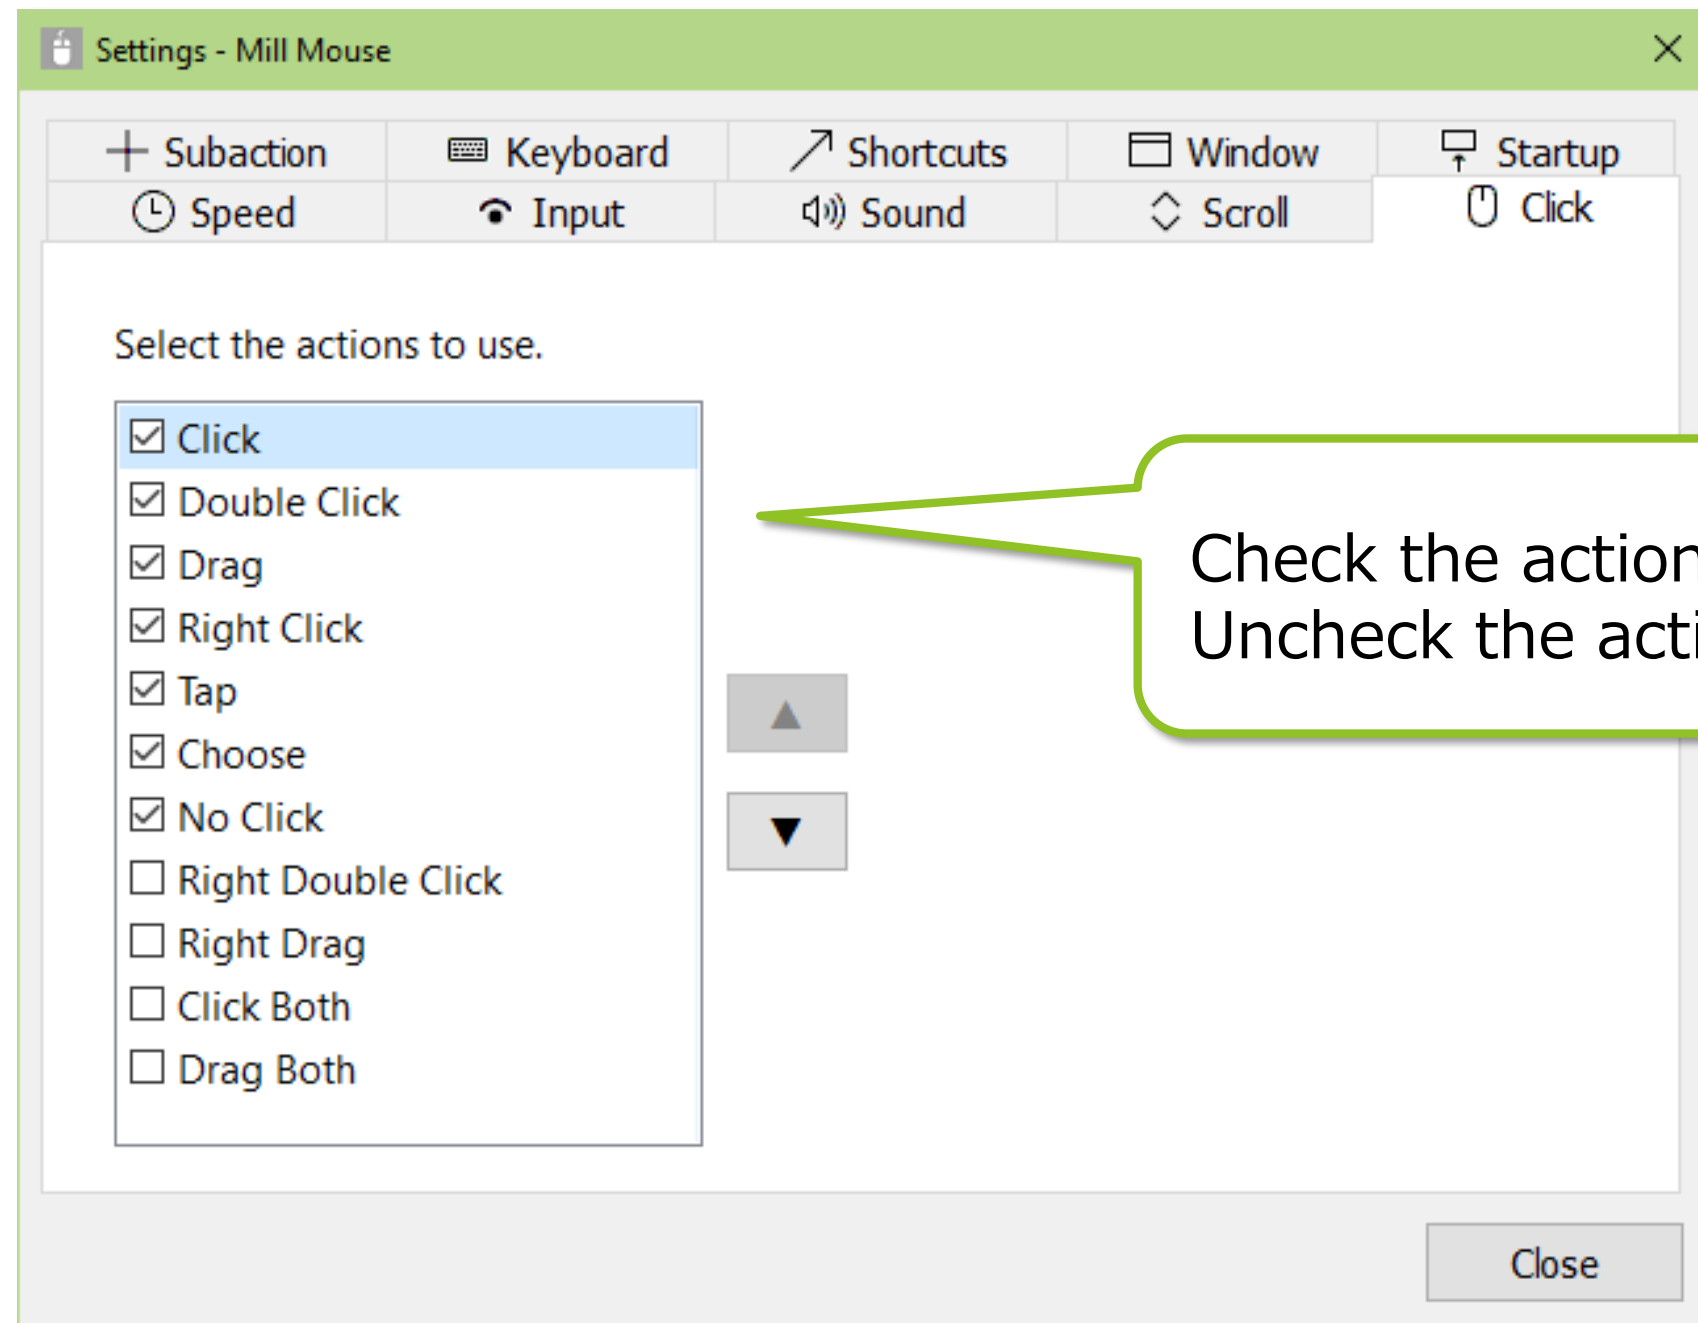 Settings - Mill Mouse
Subaction Keyboard Shortcuts Window Startup
Speed Input Sound Scroll Click
Select the actions to use.
Click
Double Click
Drag
Right Click
Tap
Choose
No Click
Right Double Click
Right Drag
Click Both
Drag Both
Check the action
Uncheck the acti
Close